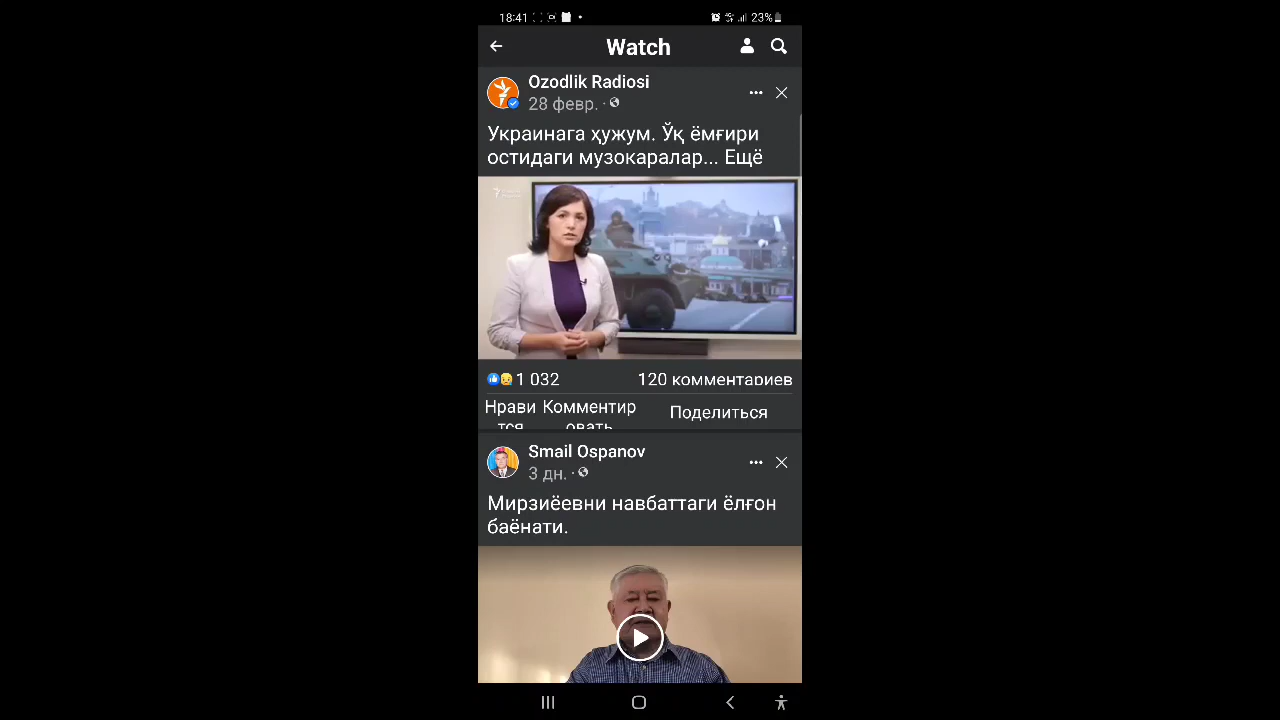 18:41
23%
Watch
Ozodlik Radiosi
28 февр.
Украинага ҳужум. Ўқ ёмғири
остидаги музокаралар... Ещё
1 032
120 комментариев
Нрави
тся
Комментир
овать
Поделиться
Smail Ospanov
3 дн.
Мирзиёевни навбаттаги ёлғон
баёнати.